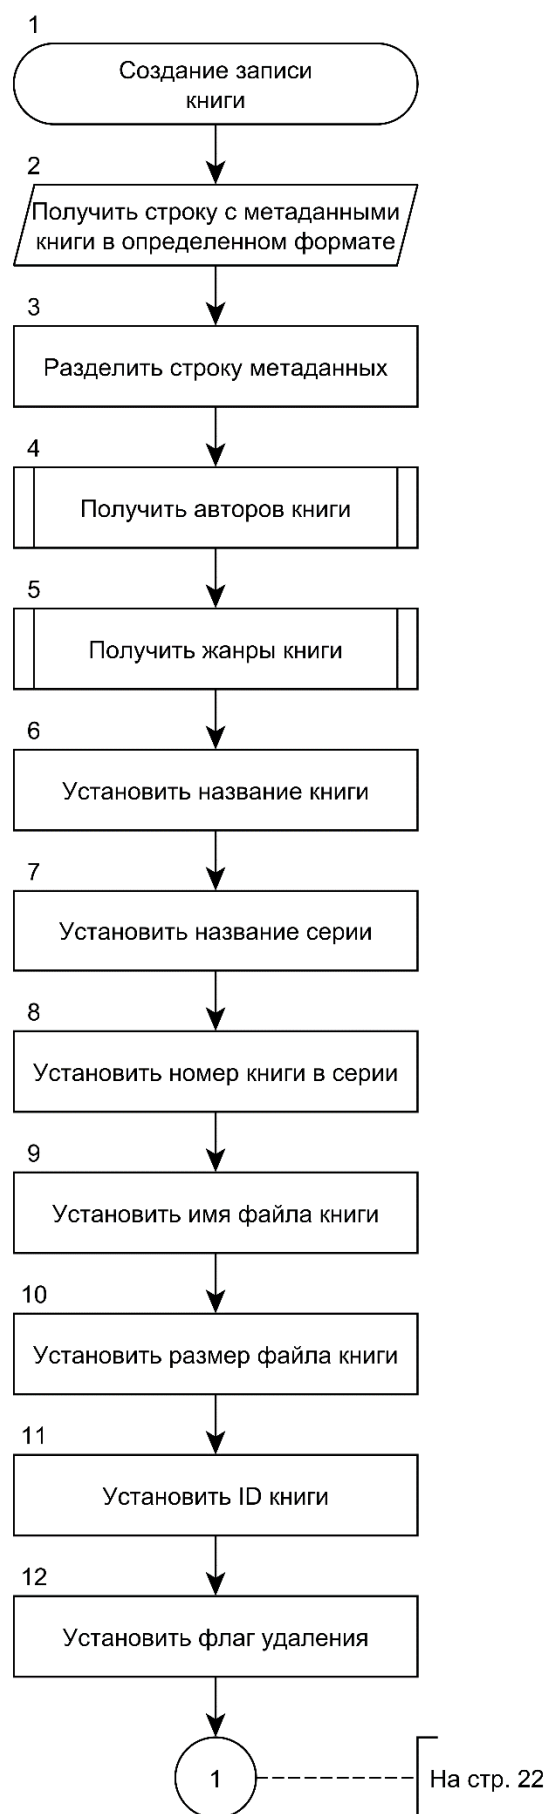 1
Создание записи
книги
2
Получить строку с метаданными
книги в определенном формате
3
Разделить строку метаданных
4
Получить авторов книги
5
Получить жанры книги
6
Установить название книги
7
Установить название серии
8
Установить номер книги в серии
9
Установить имя файла книги
10
Установить размер файла книги
11
Установить ID книги
12
Установить флаг удаления
1
На стр. 22